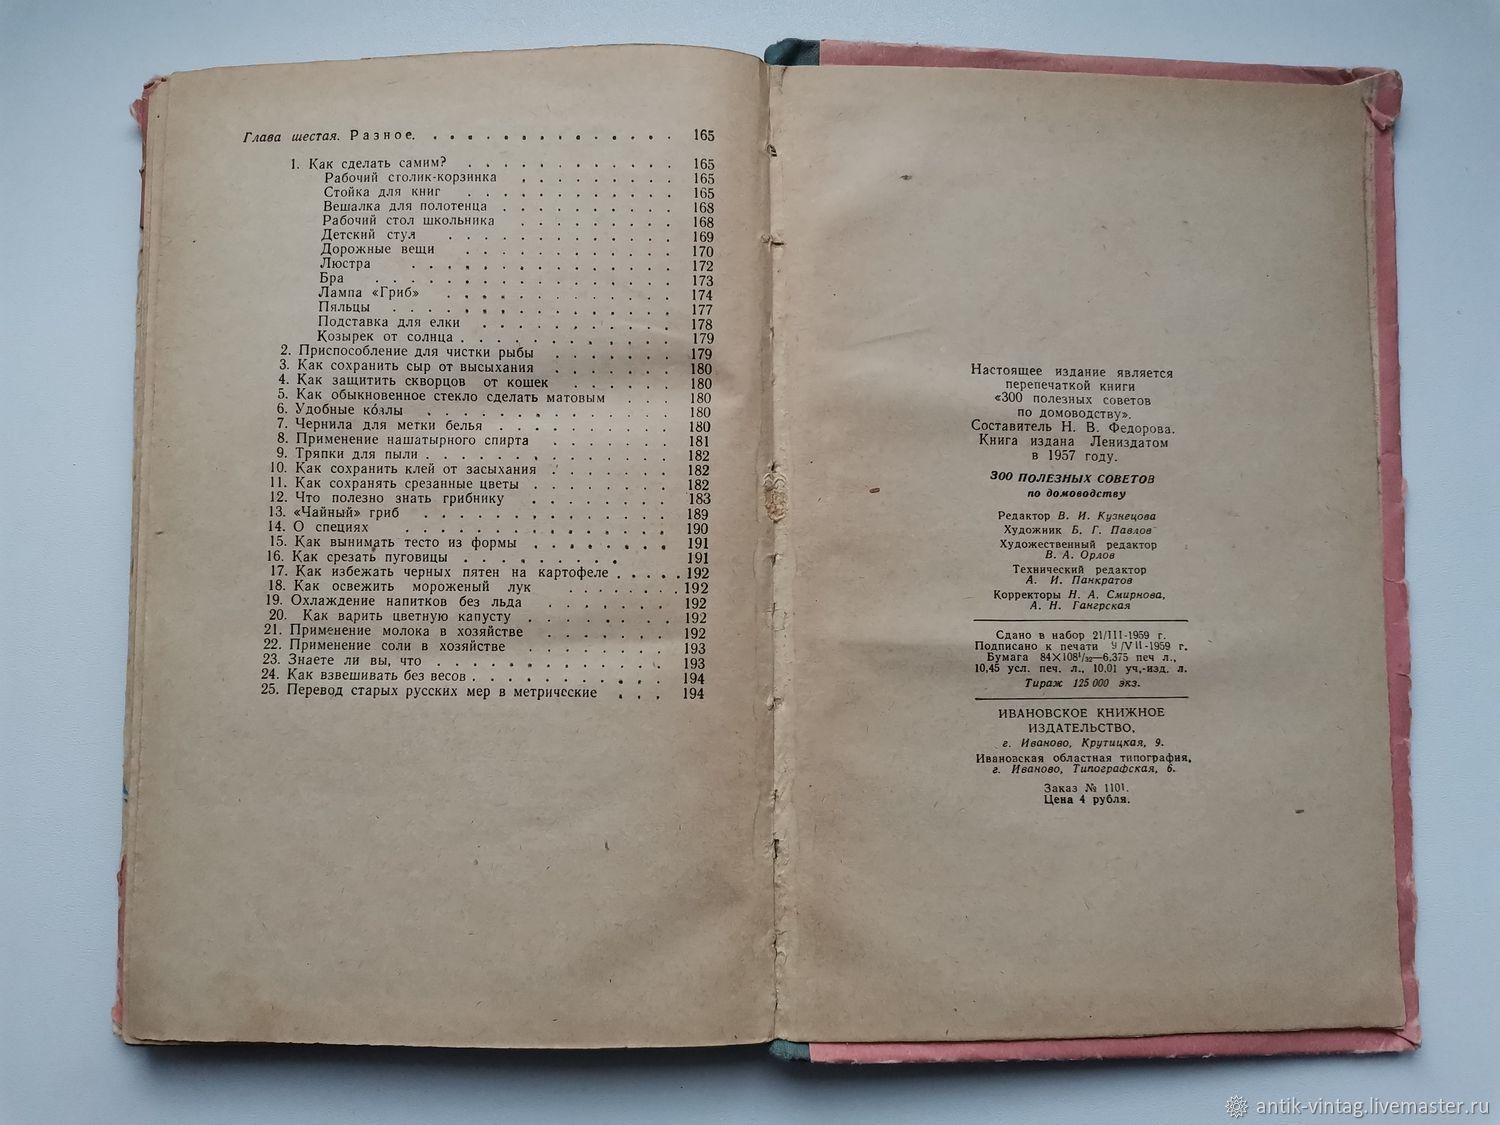 Глава шестая. Разное. . . . . . . . . . . . . . . 165
1. Как сделать самим? . . . . . . . . . . . . 165
Рабочий столик-корзинка . . . . . . . . . 165
Стойка для книг . . . . . . . . . . . . 165
Вешалка для полотенца . . . . . . . . . . 168
Рабочий стол школьника . . . . . . . . . 168
Детский стул . . . . . . . . . . . . . 169
Дорожные вещи . . . . . . . . . . . . 170
Люстра . . . . . . . . . . . . . . . 172
Бра . . . . . . . . . . . . . . . . . 173
Лампа «Гриб» . . . . . . . . . . . . . 174
Пяльцы . . . . . . . . . . . . . . . . 177
Подставка для елки . . . . . . . . . . . 178
Козырек от солнца . . . . . . . . . . . . 179
2. Приспособление для чистки рыбы . . . . . . . 179
3. Как сохранить сыр от высыхания . . . . . . . 180
4. Как защитить скворцов от кошек . . . . . . 180
5. Как обыкновенное стекло сделать матовым . . . 180
6. Удобные кóзлы . . . . . . . . . . . . . . 180
7. Чернила для метки белья . . . . . . . . . . 180
8. Применение нашатырного спирта . . . . . . . . 181
9. Тряпки для пыли . . . . . . . . . . . . . . 182
10. Как сохранить клей от засыхания . . . . . . . 182
11. Как сохранять срезанные цветы . . . . . . . . 182
12. Что полезно знать грибнику . . . . . . . . 183
13. «Чайный» гриб . . . . . . . . . . . . . . 189
14. О специях . . . . . . . . . . . . . . . 190
15. Как вынимать тесто из формы . . . . . . . . 191
16. Как срезать пуговицы . . . . . . . . . 191
17. Как избежать черных пятен на картофеле . . . . . 192
18. Как освежить мороженый лук . . . . . . . . 192
19. Охлаждение напитков без льда . . . . . . . 192
20. Как варить цветную капусту . . . . . . . . 192
21. Применение молока в хозяйстве . . . . . . . 192
22. Применение соли в хозяйстве . . . . . . . . 193
23. Знаете ли вы, что . . . . . . . . . . . . . 193
24. Как взвешивать без весов . . . . . . . . . . . 194
25. Перевод старых русских мер в метрические . . . 194
Настоящее издание является
перепечаткой книги
«300 полезных советов
по домоводству».
Составитель Н. В. Федорова.
Книга издана Лениздатом
в 1957 году.
300 ПОЛЕЗНЫХ СОВЕТОВ
по домоводству
Редактор В. И. Кузнецова
Художник Б. Г. Павлов
Художественный редактор
В. А. Орлов
Технический редактор
А. И. Панкратов
Корректоры Н. А. Смирнова,
А. Н. Гангрская
Сдано в набор 21/III-1959 г.
Подписано к печати 9/VII-1959 г.
Бумага 84Х108¹/₃₂—6,375 печ л.,
10,45 усл. печ. л., 10,01 уч,-изд. л.
Тираж 125 000 экз.
ИВАНОВСКОЕ КНИЖНОЕ
ИЗДАТЕЛЬСТВО,
г. Иваново, Крутицкая, 9.
Ивановская областная типография,
г. Иваново, Типографская, 6.
Заказ № 1101.
Цена 4 рубля.
antik-vintag.livemaster.ru